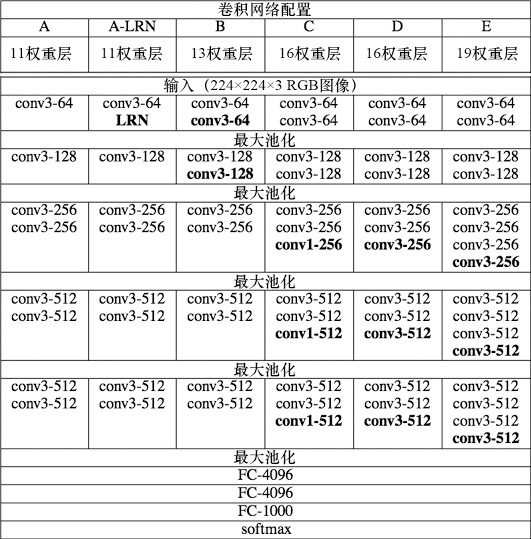 卷积网络配置
A A-LRN B C D E
11权重层 11权重层 13权重层 16权重层 16权重层 19权重层
输入（224×224×3 RGB图像）
conv3-64 conv3-64 conv3-64 conv3-64 conv3-64 conv3-64
LRN conv3-64 conv3-64 conv3-64 conv3-64
最大池化
conv3-128 conv3-128 conv3-128 conv3-128 conv3-128 conv3-128
conv3-128 conv3-128 conv3-128 conv3-128
最大池化
conv3-256 conv3-256 conv3-256 conv3-256 conv3-256 conv3-256
conv3-256 conv3-256 conv3-256 conv3-256 conv3-256 conv3-256
conv1-256 conv3-256 conv3-256
conv3-256
最大池化
conv3-512 conv3-512 conv3-512 conv3-512 conv3-512 conv3-512
conv3-512 conv3-512 conv3-512 conv3-512 conv3-512 conv3-512
conv1-512 conv3-512 conv3-512
conv3-512
最大池化
conv3-512 conv3-512 conv3-512 conv3-512 conv3-512 conv3-512
conv3-512 conv3-512 conv3-512 conv3-512 conv3-512 conv3-512
conv1-512 conv3-512 conv3-512
conv3-512
最大池化
FC-4096
FC-4096
FC-1000
softmax